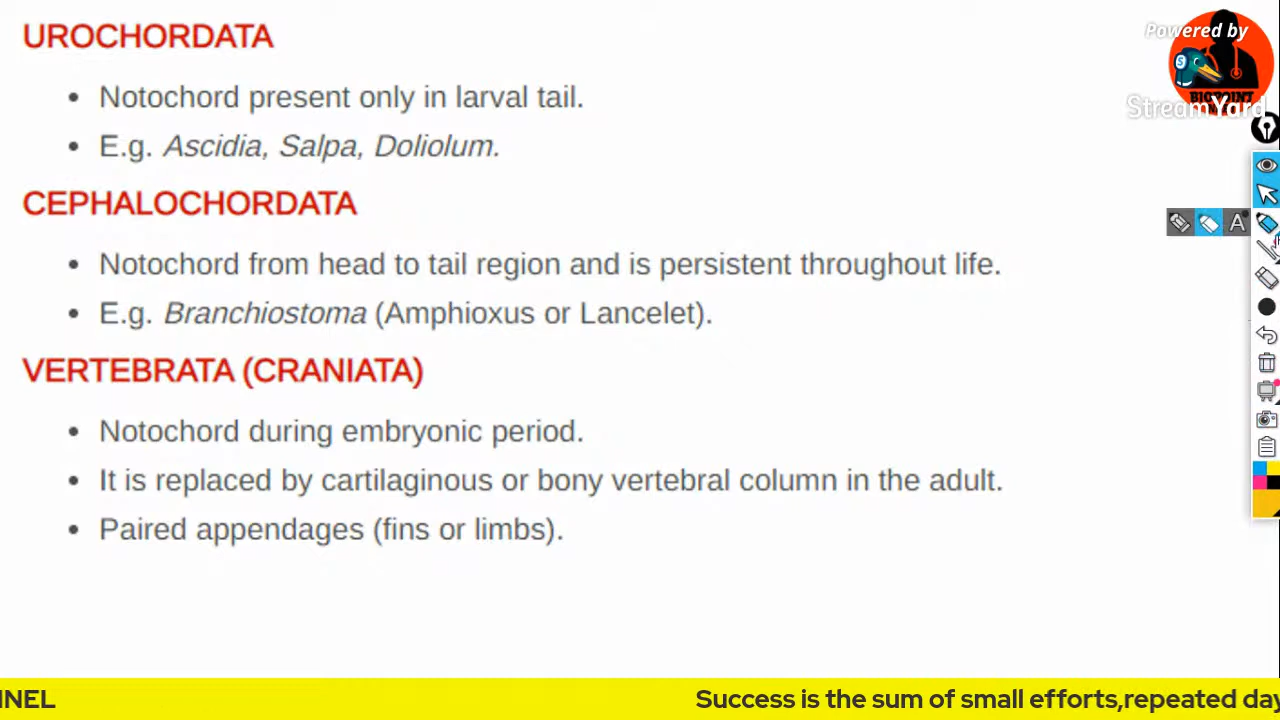 UROCHORDATA
Powered by
StreamYard
• Notochord present only in larval tail.
• E.g. Ascidia, Salpa, Doliolum.
CEPHALOCHORDATA
A
• Notochord from head to tail region and is persistent throughout life.
• E.g. Branchiostoma (Amphioxus or Lancelet).
VERTEBRATA (CRANIATA)
• Notochord during embryonic period.
• It is replaced by cartilaginous or bony vertebral column in the adult.
• Paired appendages (fins or limbs).
NEL Success is the sum of small efforts,repeated day